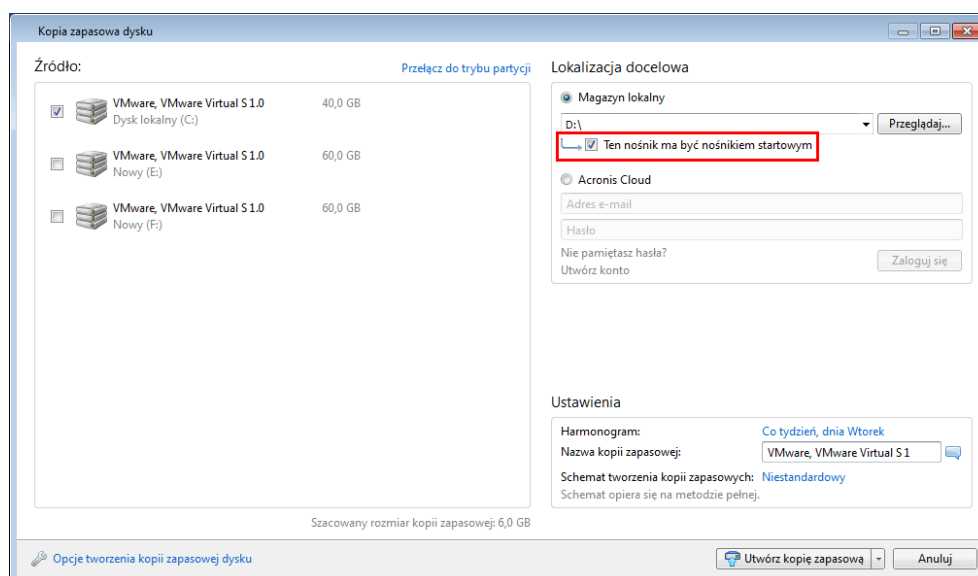 Kopia zapasowa dysku
Źródło:
Przełącz do trybu partycji
VMware, VMware Virtual S 1.0
40,0 GB
Dysk lokalny (C:)
VMware, VMware Virtual S 1.0
60,0 GB
Nowy (E:)
VMware, VMware Virtual S 1.0
60,0 GB
Nowy (F:)
Szacowany rozmiar kopii zapasowej: 6,0 GB
Lokalizacja docelowa
Magazyn lokalny
D:\
Przeglądaj...
Ten nośnik ma być nośnikiem startowym
Acronis Cloud
Adres e-mail
Hasło
Nie pamiętasz hasła?
Utwórz konto
Zaloguj się
Ustawienia
Harmonogram:
Co tydzień, dnia Wtorek
Nazwa kopii zapasowej:
VMware, VMware Virtual S 1
Schemat tworzenia kopii zapasowych:
Niestandardowy
Schemat opiera się na metodzie pełnej.
Opcje tworzenia kopii zapasowej dysku
Utwórz kopię zapasową
Anuluj